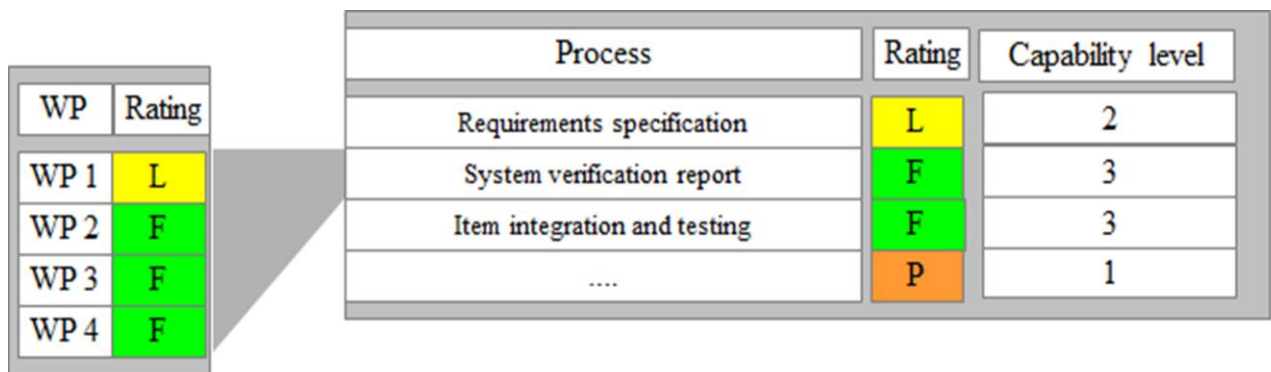 WP Rating
WP 1 L
WP 2 F
WP 3 F
WP 4 F
Process Rating Capability level
Requirements specification L 2
System verification report F 3
Item integration and testing F 3
.... P 1